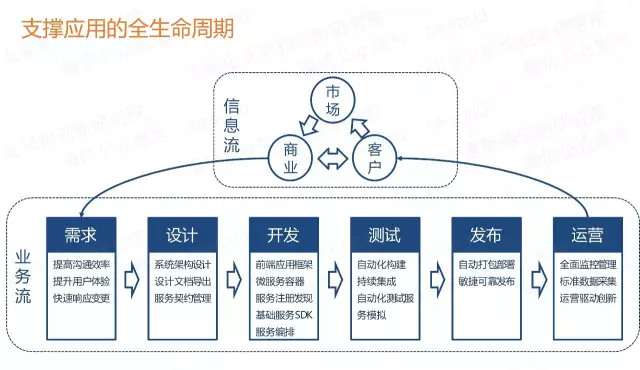 支撑应用的全生命周期
信息流
市场
商业
客户
业务流
需求
提高沟通效率
提升用户体验
快速响应变更
设计
系统架构设计
设计文档导出
服务契约管理
开发
前端应用框架
微服务容器
服务注册发现
基础服务SDK
服务编排
测试
自动化构建
持续集成
自动化测试服
务模拟
发布
自动打包部署
敏捷可靠发布
运营
全面监控管理
标准数据采集
运营驱动创新